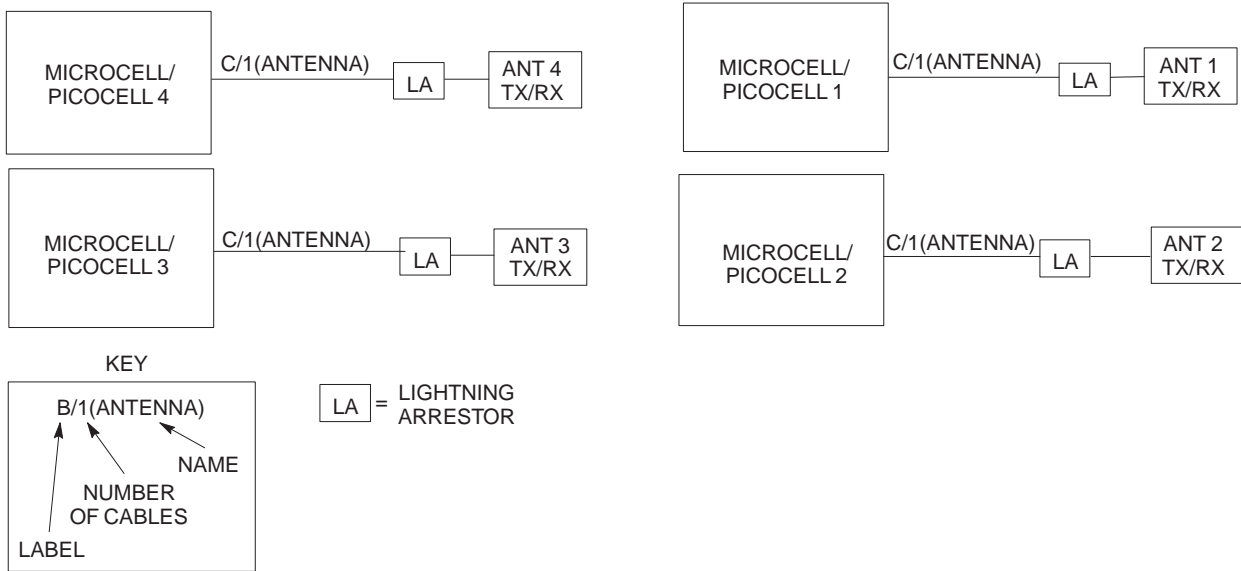 MICROCELL/
PICOCELL 4
C/1(ANTENNA)
LA
ANT 4
TX/RX
MICROCELL/
PICOCELL 1
C/1(ANTENNA)
LA
ANT 1
TX/RX
MICROCELL/
PICOCELL 3
C/1(ANTENNA)
LA
ANT 3
TX/RX
MICROCELL/
PICOCELL 2
C/1(ANTENNA)
LA
ANT 2
TX/RX
KEY
B/1(ANTENNA)
NAME
NUMBER
OF CABLES
LABEL
LA = LIGHTNING
ARRESTOR